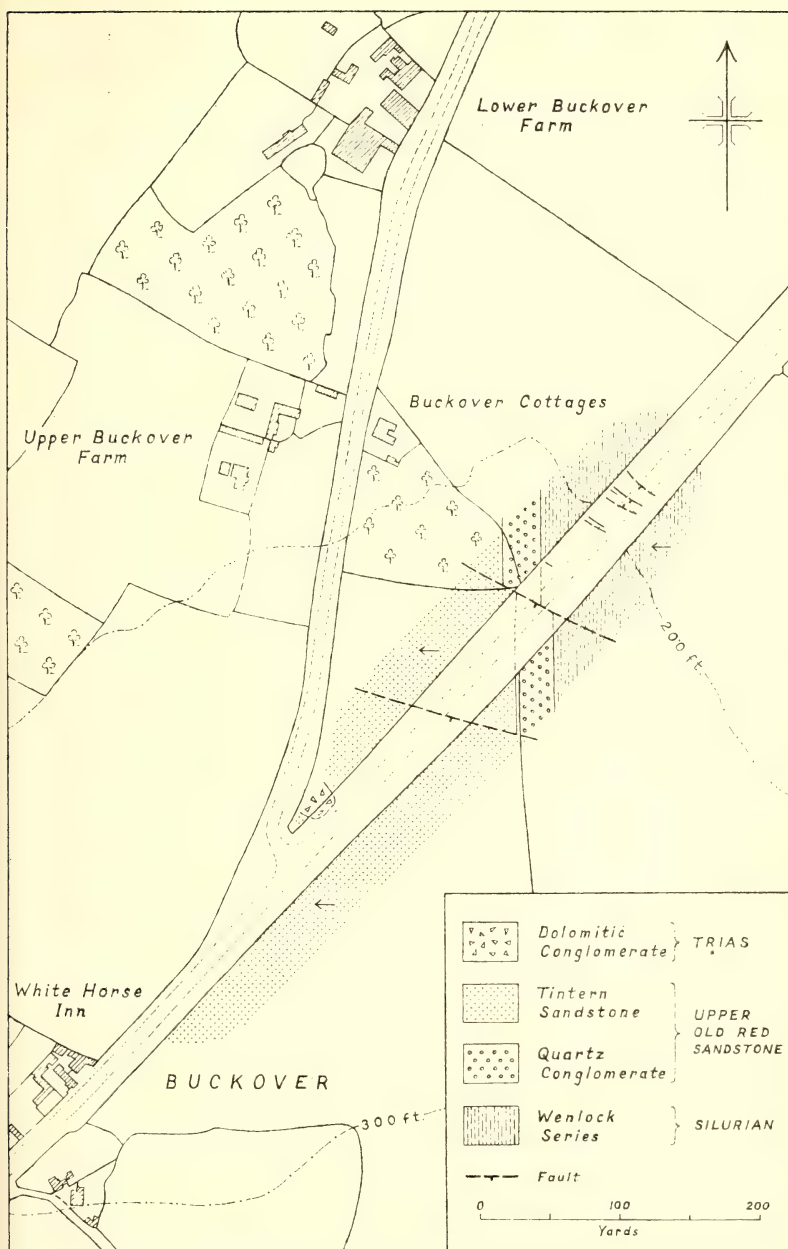 Lower Buckover
Farm
Buckover Cottages
Upper Buckover
Farm
200 ft.
White Horse
Inn
BUCKOVER
300 ft.
Dolomitic
Conglomerate
TRIAS
Tintern
Sandstone
Quartz
Conglomerate
UPPER
OLD RED
SANDSTONE
Wenlock
Series
SILURIAN
Fault
0 100 200
Yards